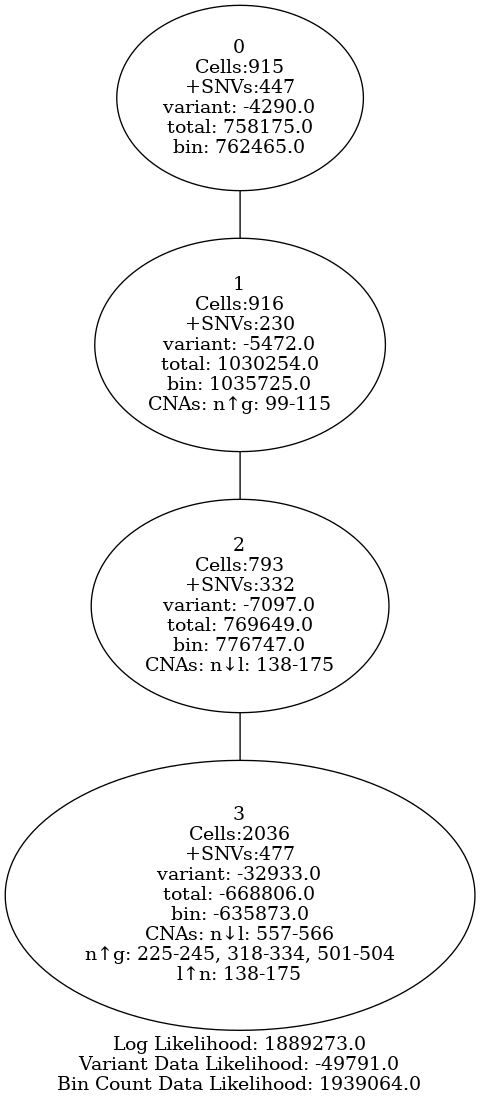 0
Cells:915
+SNVs:447
variant: -4290.0
total: 758175.0
bin: 762465.0
1
Cells:916
+SNVs:230
variant: -5472.0
total: 1030254.0
bin: 1035725.0
CNAs: n↑g: 99-115
2
Cells:793
+SNVs:332
variant: -7097.0
total: 769649.0
bin: 776747.0
CNAs: n↓l: 138-175
3
Cells:2036
+SNVs:477
variant: -32933.0
total: -668806.0
bin: -635873.0
CNAs: n↓l: 557-566
n↑g: 225-245, 318-334, 501-504
l↑n: 138-175
Log Likelihood: 1889273.0
Variant Data Likelihood: -49791.0
Bin Count Data Likelihood: 1939064.0